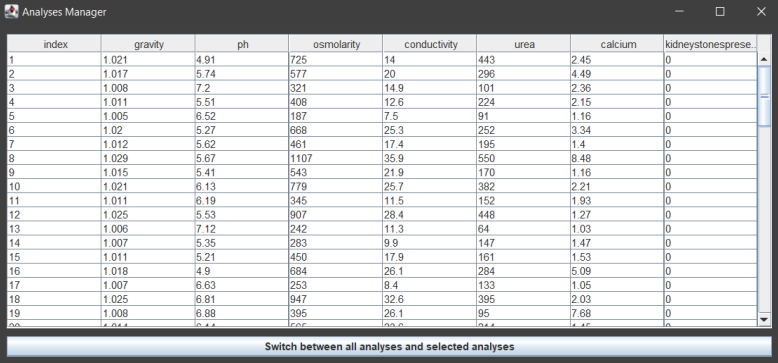 Analyses Manager
index gravity ph osmolarity conductivity urea calcium kidneystonesprese...
1 1.021 4.91 725 14 443 2.45 0
2 1.017 5.74 577 20 296 4.49 0
3 1.008 7.2 321 14.9 101 2.36 0
4 1.011 5.51 408 12.6 224 2.15 0
5 1.005 6.52 187 7.5 91 1.16 0
6 1.02 5.27 668 25.3 252 3.34 0
7 1.012 5.62 461 17.4 195 1.4 0
8 1.029 5.67 1107 35.9 550 8.48 0
9 1.015 5.41 543 21.9 170 1.16 0
10 1.021 6.13 779 25.7 382 2.21 0
11 1.011 6.19 345 11.5 152 1.93 0
12 1.025 5.53 907 28.4 448 1.27 0
13 1.006 7.12 242 11.3 64 1.03 0
14 1.007 5.35 283 9.9 147 1.47 0
15 1.011 5.21 450 17.9 161 1.53 0
16 1.018 4.9 684 26.1 284 5.09 0
17 1.007 6.63 253 8.4 133 1.05 0
18 1.025 6.81 947 32.6 395 2.03 0
19 1.008 6.88 395 26.1 95 7.68 0
Switch between all analyses and selected analyses